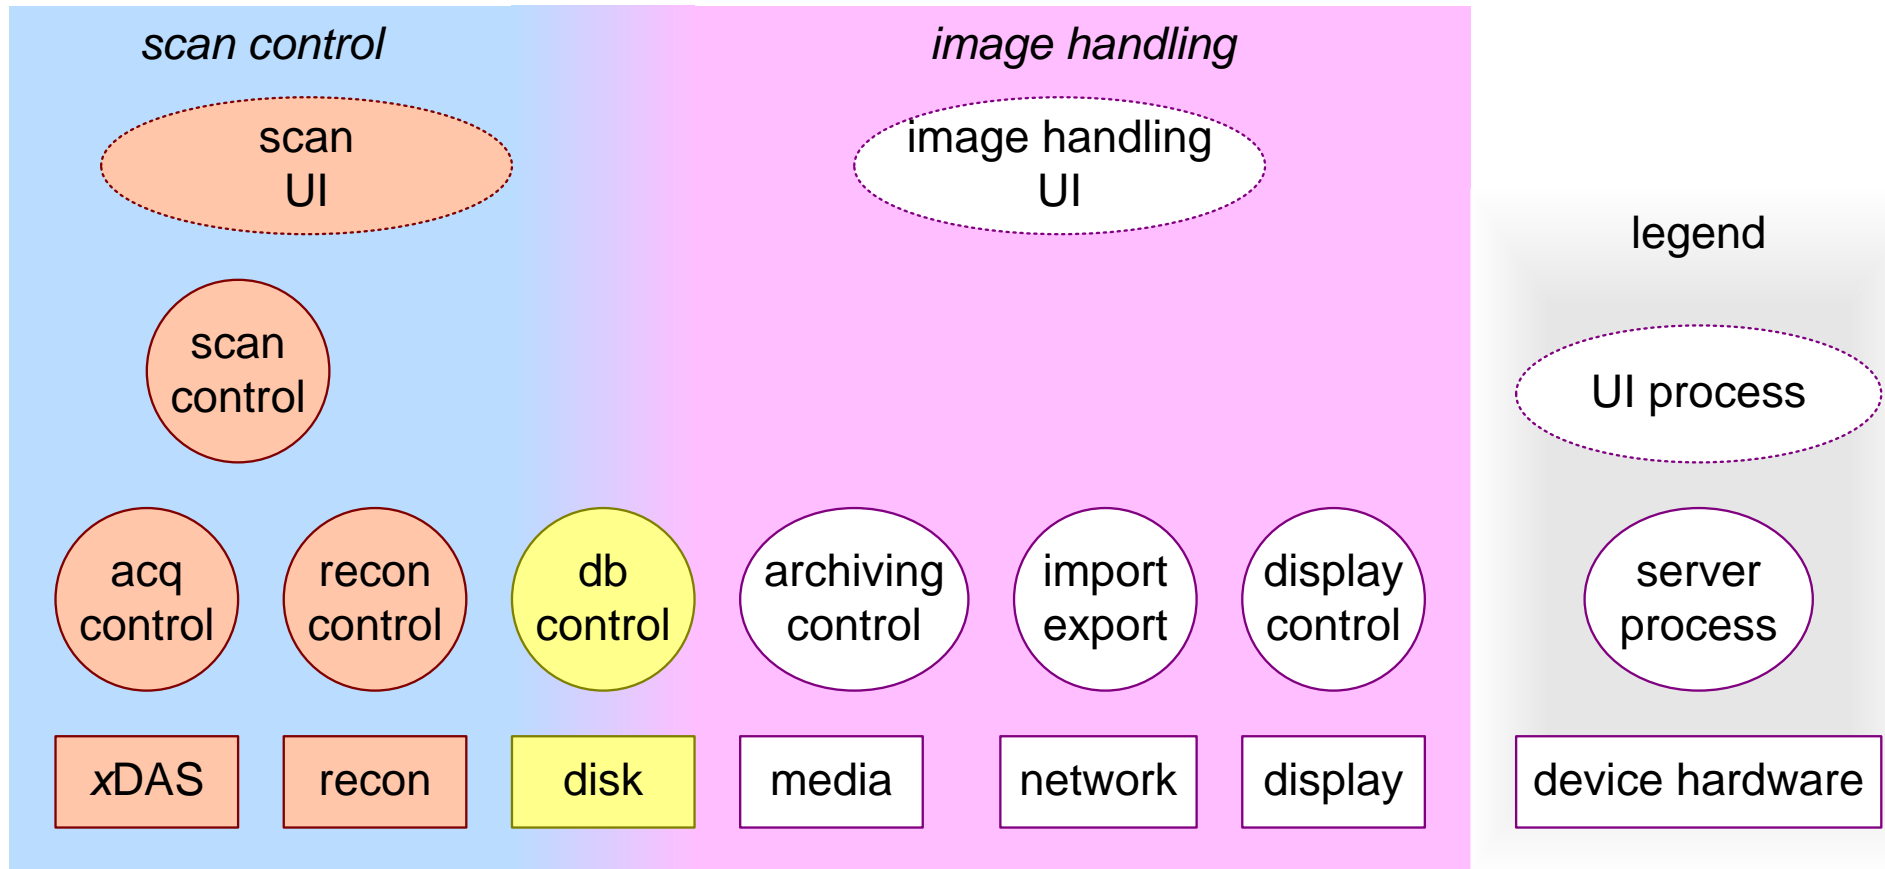 scan control
image handling
scan
UI
image handling
UI
legend
scan
control
UI process
acq
control
recon
control
db
control
archiving
control
import
export
display
control
server
process
xDAS
recon
disk
media
network
display
device hardware